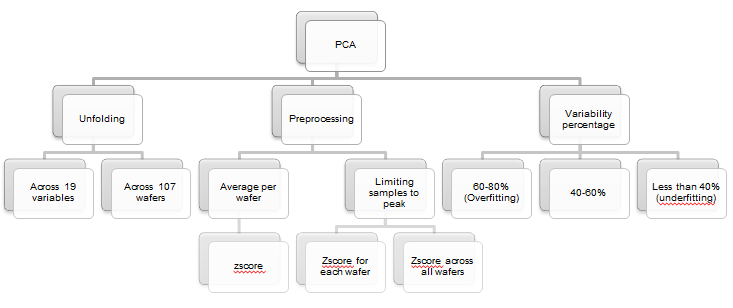 PCA
Unfolding
Preprocessing
Variability
percentage
Across 19
variables
Across 107
wafers
Average per
wafer
Limiting
samples to
peak
60-80%
(Overfitting)
40-60%
Less than 40%
(underfitting)
zscore
Zscore for
each wafer
Zscore across
all wafers